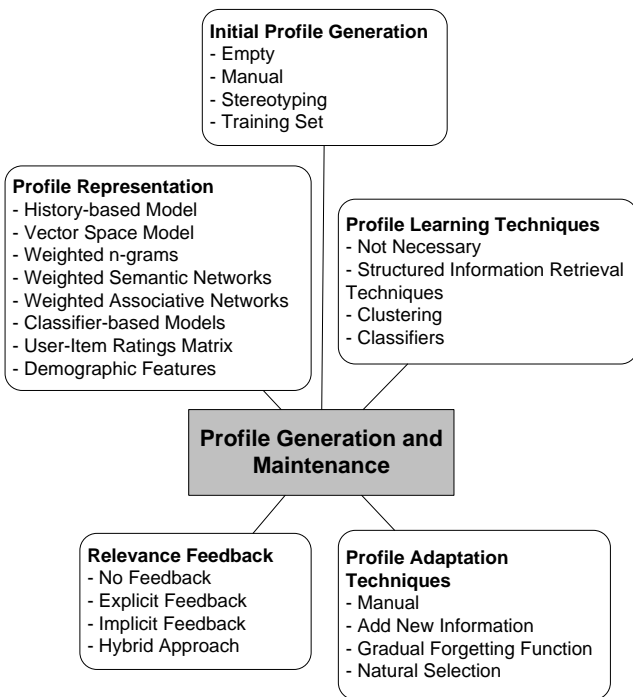 Initial Profile Generation
- Empty
- Manual
- Stereotyping
- Training Set
Profile Representation
- History-based Model
- Vector Space Model
- Weighted n-grams
- Weighted Semantic Networks
- Weighted Associative Networks
- Classifier-based Models
- User-Item Ratings Matrix
- Demographic Features
Profile Learning Techniques
- Not Necessary
- Structured Information Retrieval
Techniques
- Clustering
- Classifiers
Profile Generation and
Maintenance
Relevance Feedback
- No Feedback
- Explicit Feedback
- Implicit Feedback
- Hybrid Approach
Profile Adaptation
Techniques
- Manual
- Add New Information
- Gradual Forgetting Function
- Natural Selection